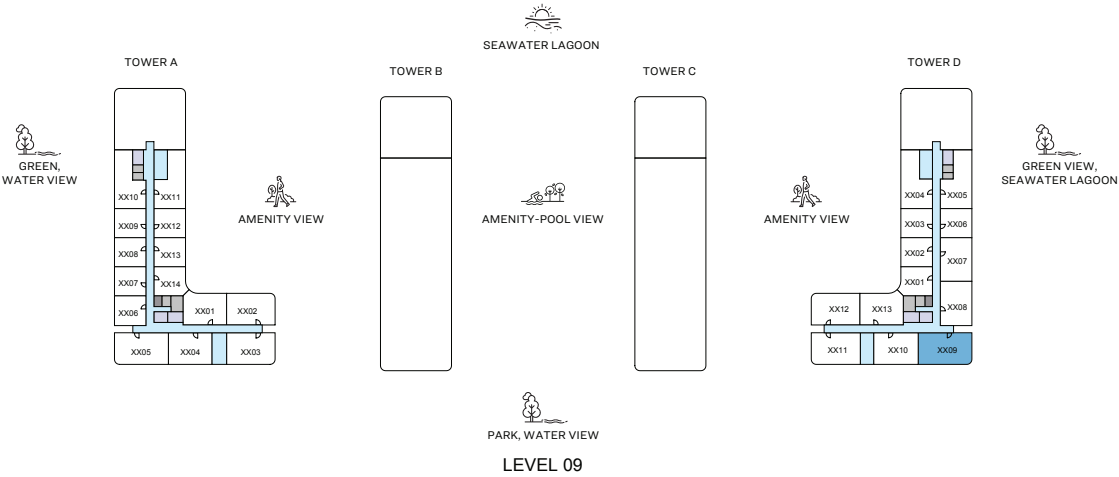 SEAWATER LAGOON
TOWER A
TOWER B
TOWER C
TOWER D
GREEN,
WATER VIEW
GREEN VIEW,
SEAWATER LAGOON
XX10
XX11
XX04
XX05
AMENITY VIEW
AMENITY-POOL VIEW
AMENITY VIEW
XX09
XX12
XX03
XX06
XX08
XX13
XX02
XX07
XX07
XX14
XX01
XX06
XX01
XX02
XX12
XX13
XX08
XX05
XX04
XX03
XX11
XX10
XX09
PARK, WATER VIEW
LEVEL 09